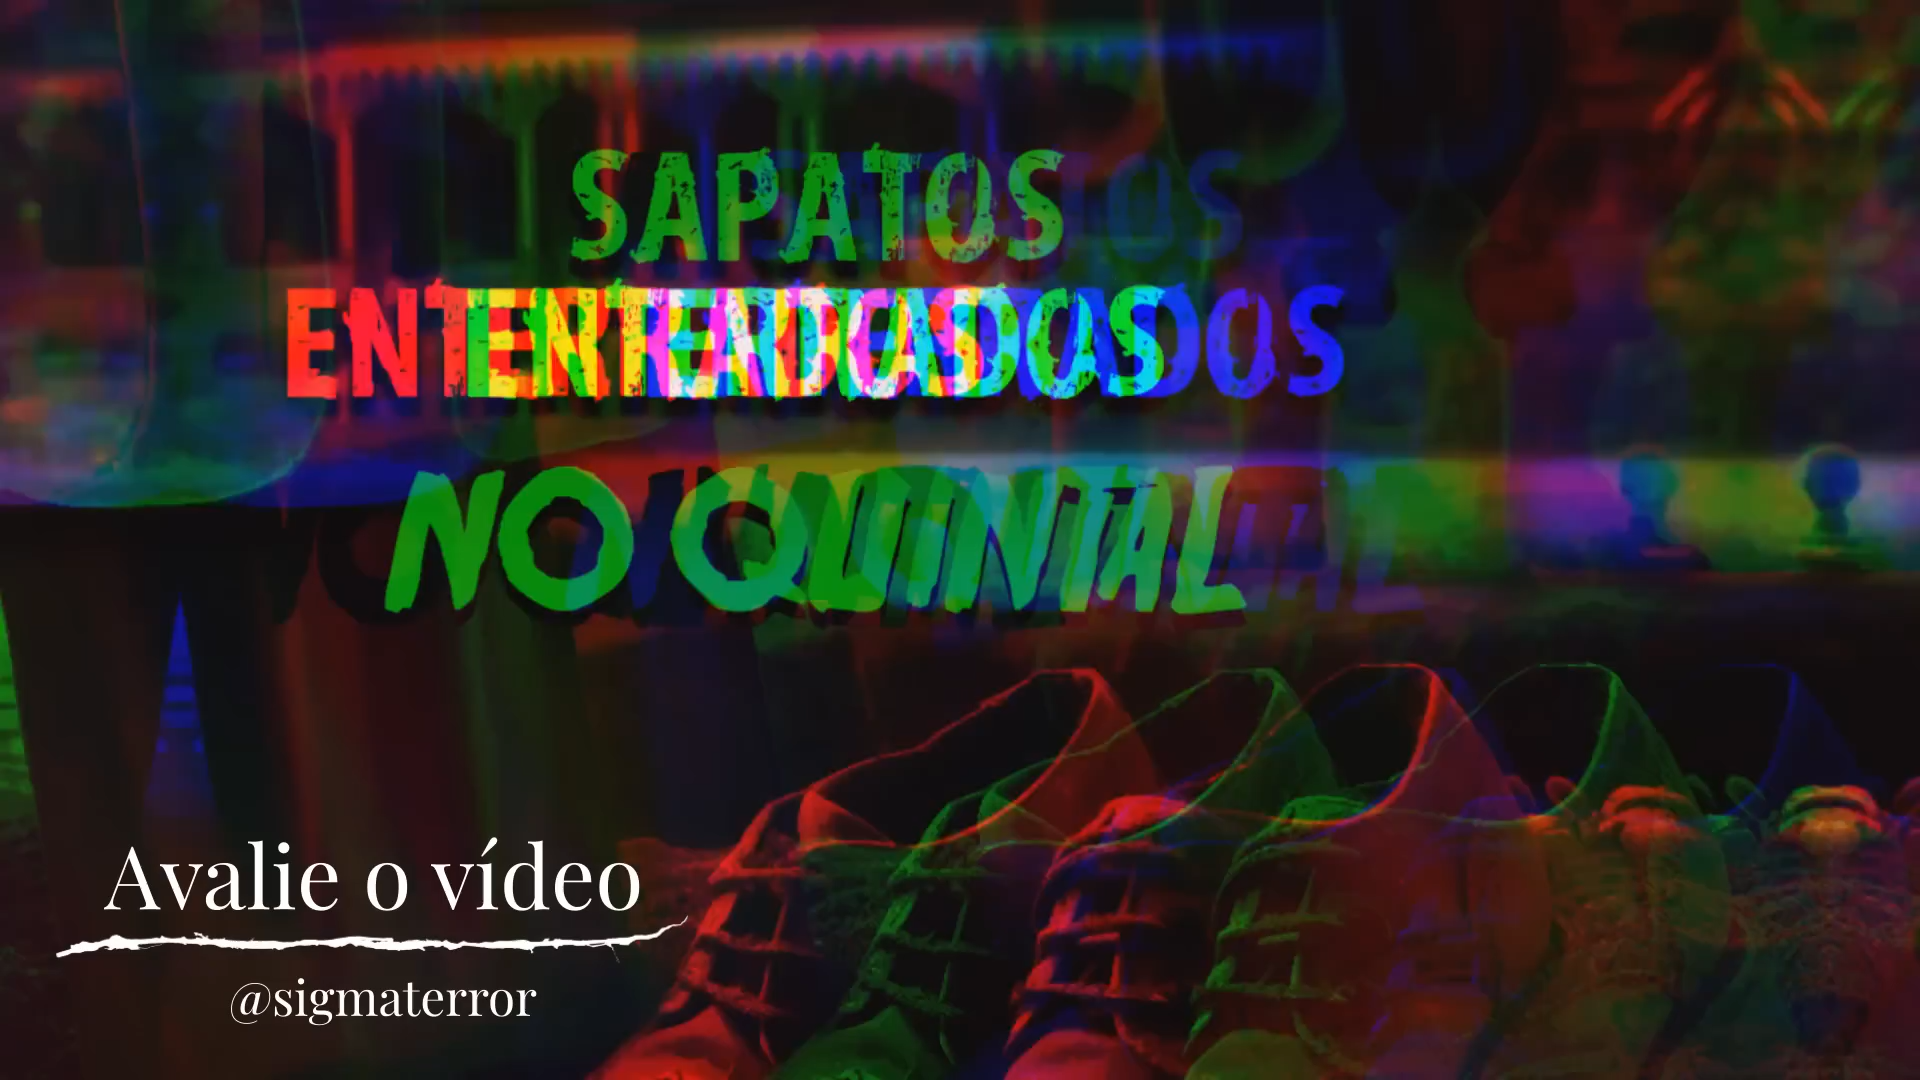 SAPATOS
ENTERRADOS
NO QUINTAL
Avalie o vídeo
@sigmaterror